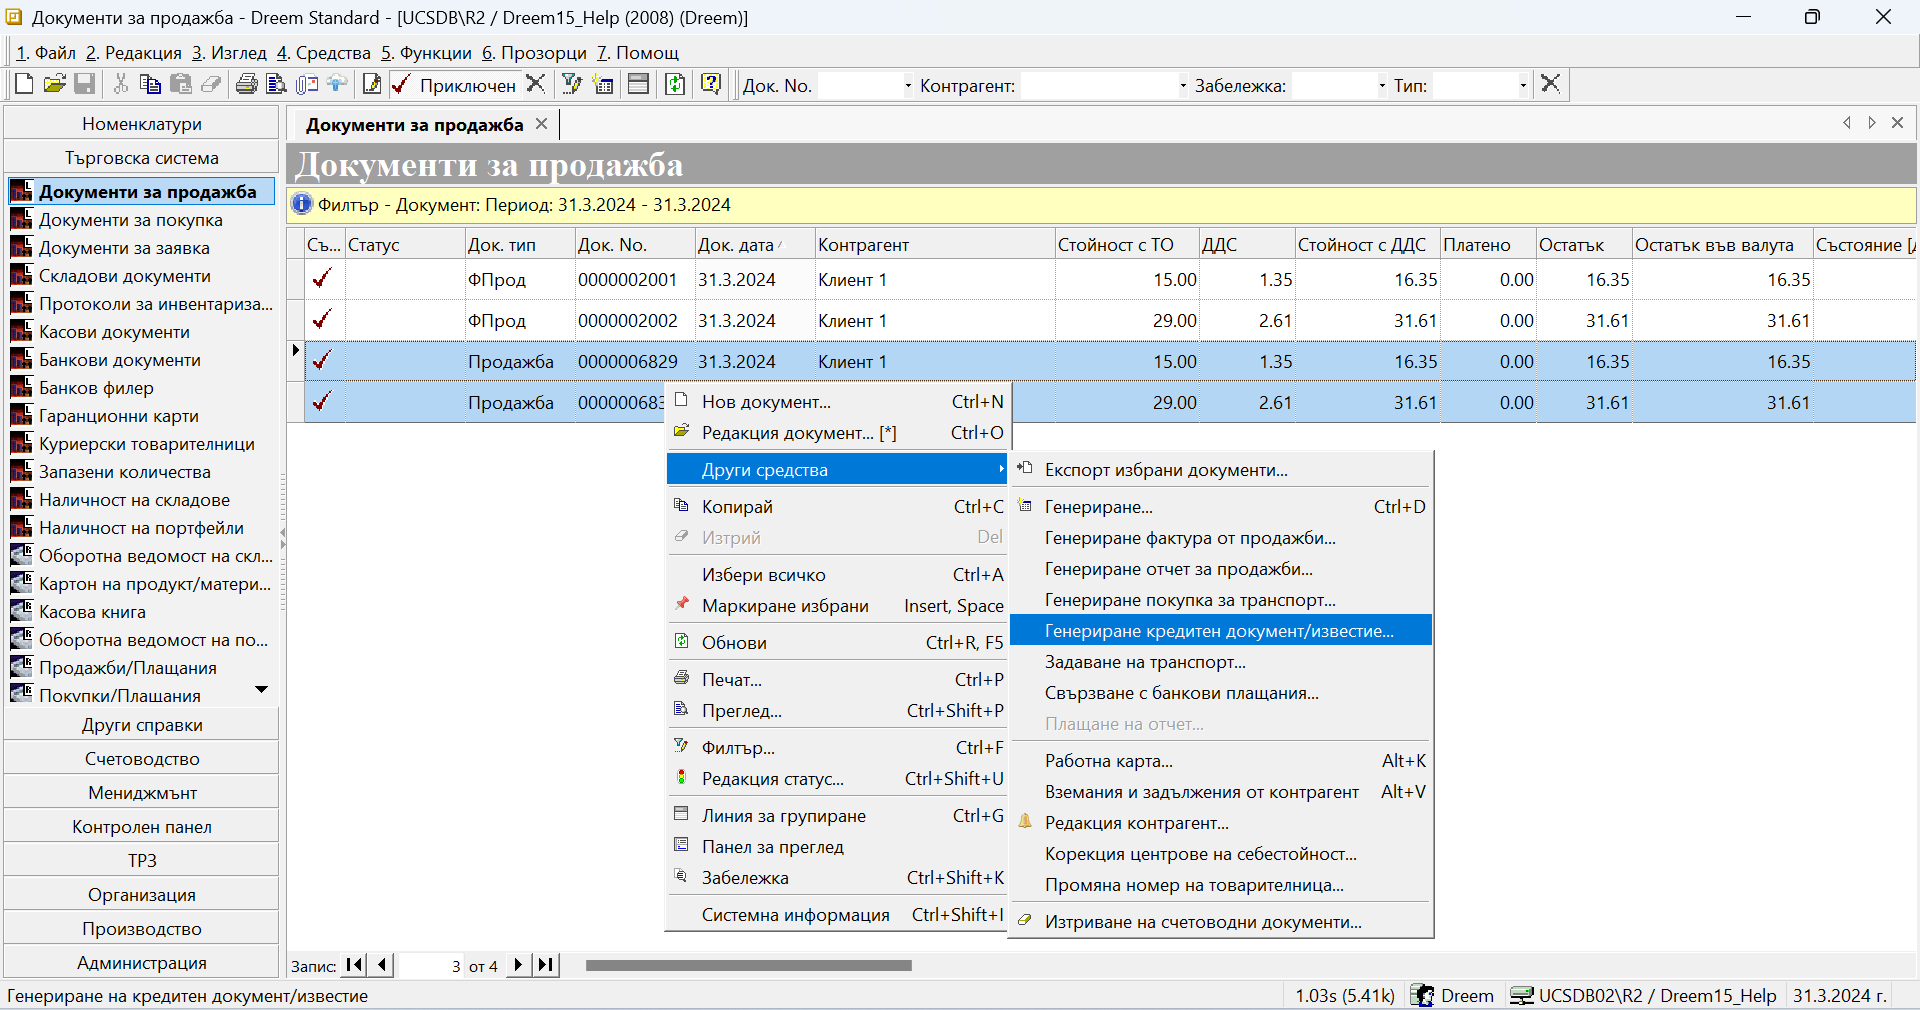 Документи за продажба - Dreem Standard - [UCSDB\R2 / Dreem15_Help (2008) (Dreem)]
1. Файл 2. Редакция 3. Изглед 4. Средства 5. Функции 6. Прозорци 7. Помощ
Приключен Док. No. Контрагент: Забележка: Тип:
Номенклатури
Търговска система
Документи за продажба
Документи за покупка
Документи за заявка
Складови документи
Протоколи за инвентариза...
Касови документи
Банкови документи
Банков филер
Гаранционни карти
Куриерски товарителници
Запазени количества
Наличност на складове
Наличност на портфейли
Оборотна ведомост на скл...
Картон на продукт/матери...
Касова книга
Оборотна ведомост на по...
Продажби/Плащания
Покупки/Плащания
Други справки
Счетоводство
Мениджмънт
Контролен панел
ТРЗ
Организация
Производство
Администрация
Документи за продажба
Документи за продажба
Филтър - Документ: Период: 31.3.2024 - 31.3.2024
Съ... Статус Док. тип Док. No. Док. дата Контрагент Стойност с ТО ДДС Стойност с ДДС Платено Остатък Остатък във валута Състояние [
ФПрод 0000002001 31.3.2024 Клиент 1 15.00 1.35 16.35 0.00 16.35 16.35
ФПрод 0000002002 31.3.2024 Клиент 1 29.00 2.61 31.61 0.00 31.61 31.61
Продажба 0000006829 31.3.2024 Клиент 1 15.00 1.35 16.35 0.00 16.35 16.35
Продажба 000000683 29.00 2.61 31.61 0.00 31.61 31.61
Нов документ... Ctrl+N
Редакция документ... [*] Ctrl+O
Други средства
Копирай Ctrl+C
Изтрий Del
Избери всичко Ctrl+A
Маркиране избрани Insert, Space
Обнови Ctrl+R, F5
Печат... Ctrl+P
Преглед... Ctrl+Shift+P
Филтър... Ctrl+F
Редакция статус... Ctrl+Shift+U
Линия за групиране Ctrl+G
Панел за преглед
Забележка Ctrl+Shift+K
Системна информация Ctrl+Shift+I
Експорт избрани документи...
Генериране... Ctrl+D
Генериране фактура от продажби...
Генериране отчет за продажби...
Генериране покупка за транспорт...
Генериране кредитен документ/известие...
Задаване на транспорт...
Свързване с банкови плащания...
Плащане на отчет...
Работна карта... Alt+K
Вземания и задължения от контрагент Alt+V
Редакция контрагент...
Корекция центрове на себестойност...
Промяна номер на товарителница...
Изтриване на счетоводни документи...
Запис: 3 от 4
Генериране на кредитен документ/известие 1.03s (5.41k) Dreem UCSDB02\R2 / Dreem15_Help 31.3.2024 г.